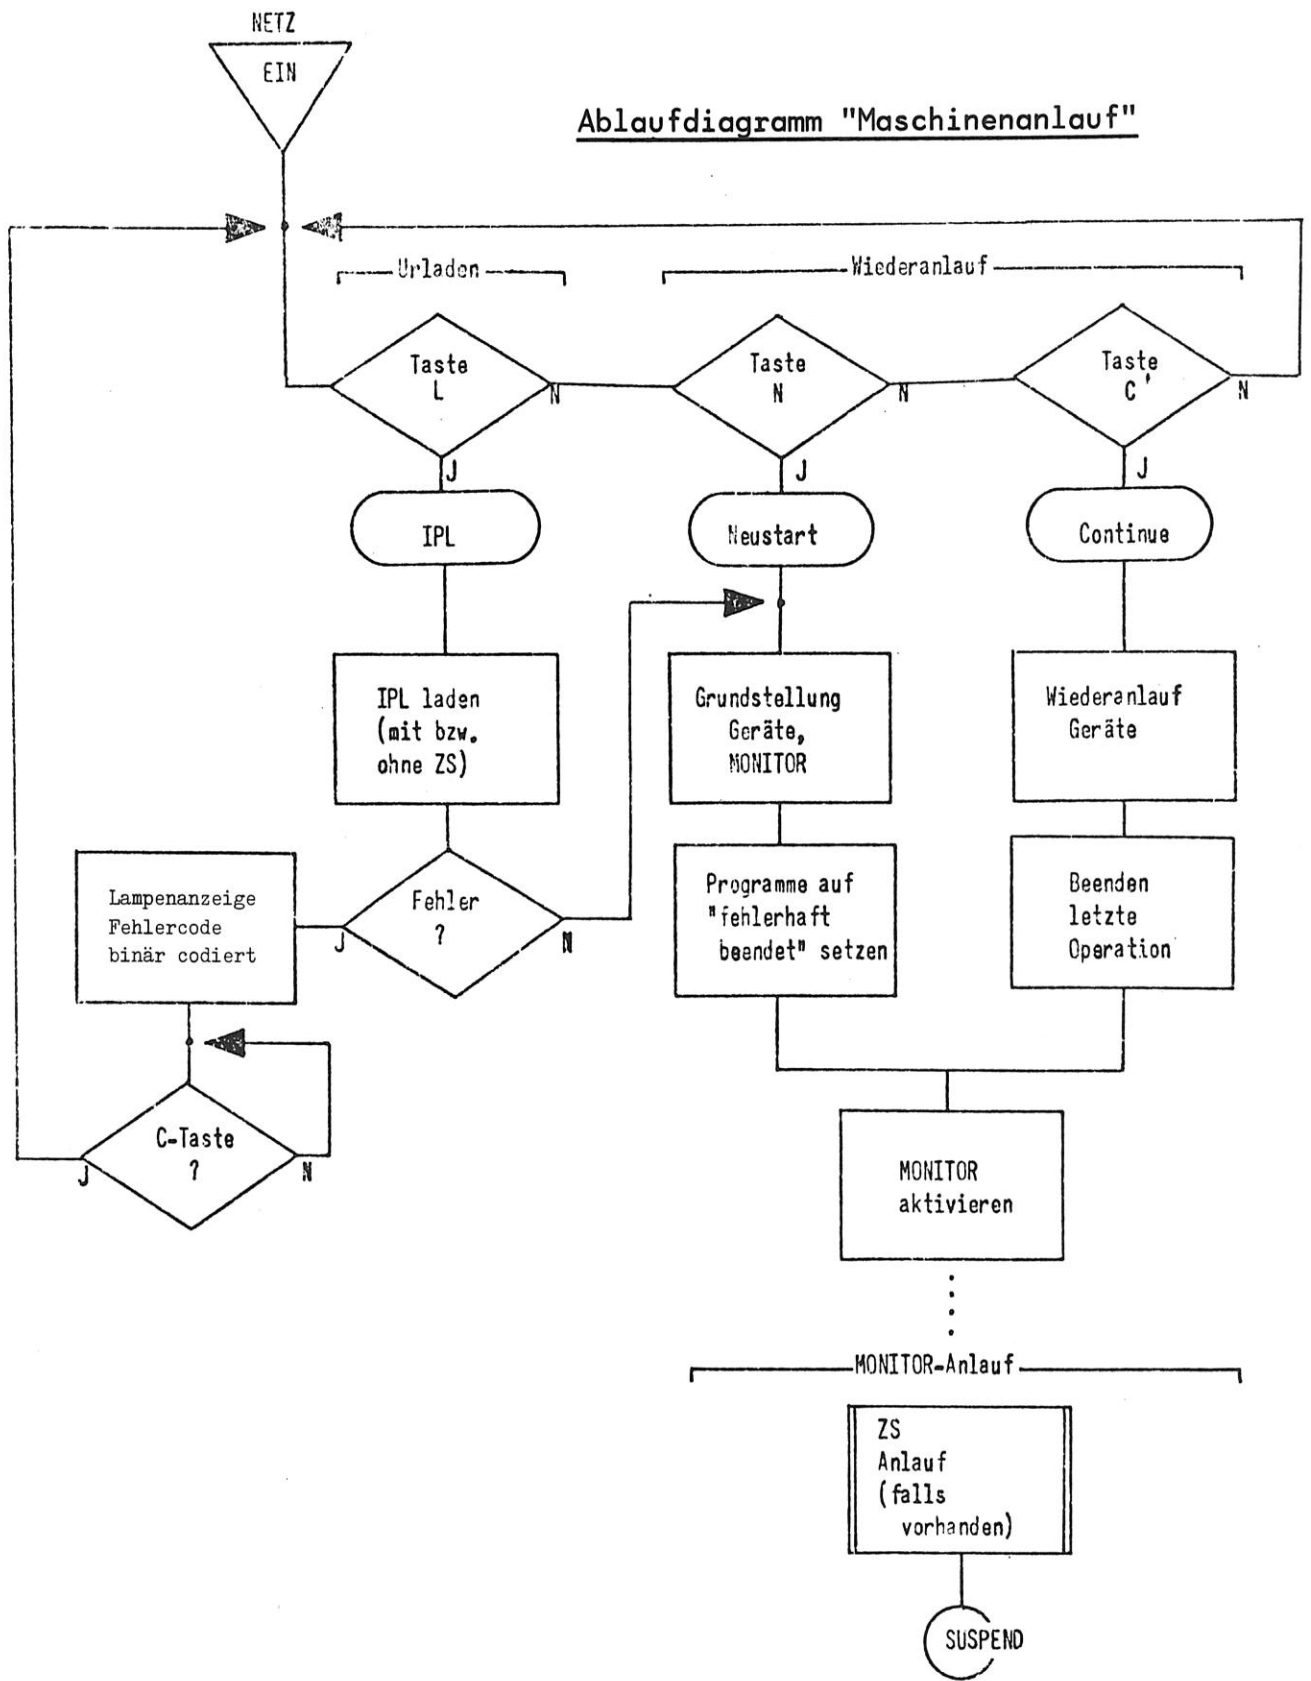 NETZ
EIN
Ablaufdiagramm "Maschinenanlauf"
Urladen
Wiederanlauf
Taste
L
N
J
Taste
N
N
J
Taste
C'
N
J
IPL
Neustart
Continue
IPL laden
(mit bzw.
ohne ZS)
Grundstellung
Geräte,
MONITOR
Wiederanlauf
Geräte
Fehler
?
J
N
Lampenanzeige
Fehlercode
binär codiert
Programme auf
"fehlerhaft
beendet" setzen
Beenden
letzte
Operation
C-Taste
?
J
N
MONITOR
aktivieren
MONITOR-Anlauf
ZS
Anlauf
(falls
vorhanden)
SUSPEND